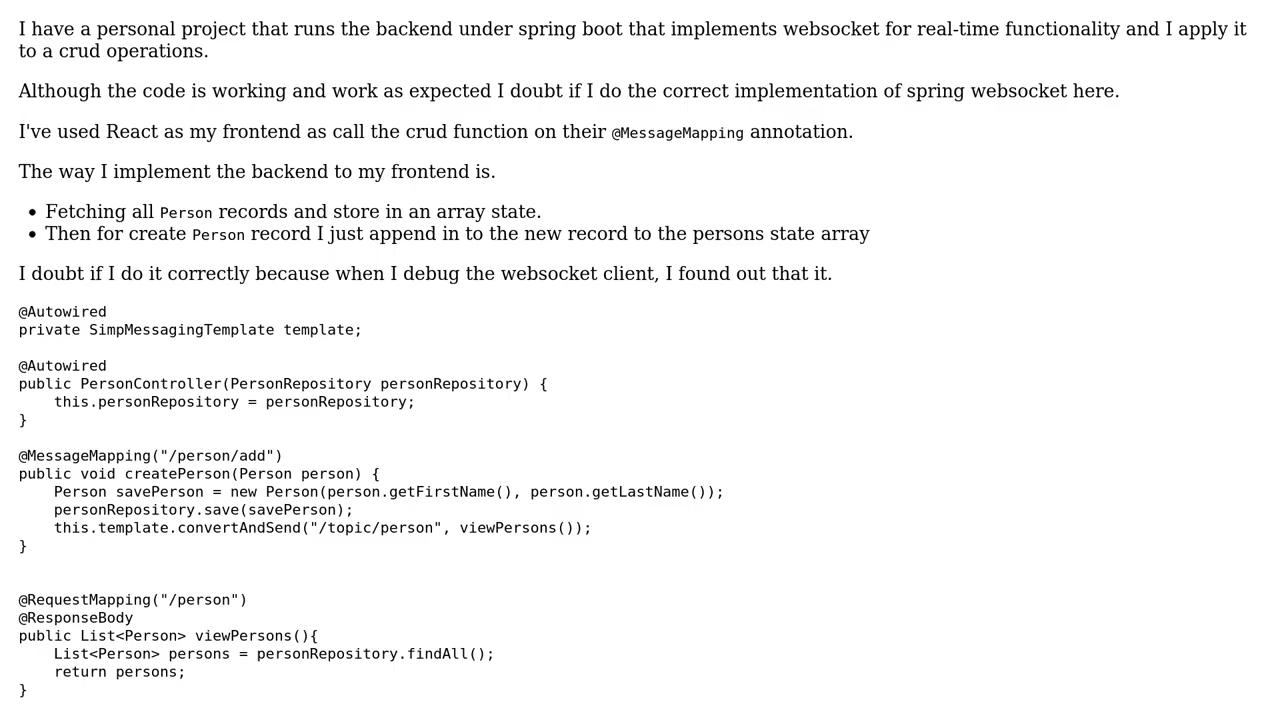 I have a personal project that runs the backend under spring boot that implements websocket for real-time functionality and I apply it
to a crud operations.
Although the code is working and work as expected I doubt if I do the correct implementation of spring websocket here.
I've used React as my frontend as call the crud function on their @MessageMapping annotation.
The way I implement the backend to my frontend is.
• Fetching all Person records and store in an array state.
• Then for create Person record I just append in to the new record to the persons state array
I doubt if I do it correctly because when I debug the websocket client, I found out that it.
@Autowired
private SimpMessagingTemplate template;
@Autowired
public PersonController(PersonRepository personRepository) {
    this.personRepository = personRepository;
}
@MessageMapping("/person/add")
public void createPerson(Person person) {
    Person savePerson = new Person(person.getFirstName(), person.getLastName());
    personRepository.save(savePerson);
    this.template.convertAndSend("/topic/person", viewPersons());
}
@RequestMapping("/person")
@ResponseBody
public List<Person> viewPersons(){
    List<Person> persons = personRepository.findAll();
    return persons;
}